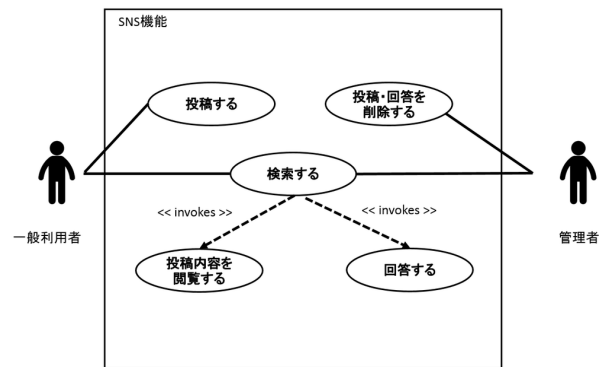 SNS機能
投稿する
投稿・回答を
削除する
検索する
<< invokes >>
<< invokes >>
一般利用者
管理者
投稿内容を
閲覧する
回答する